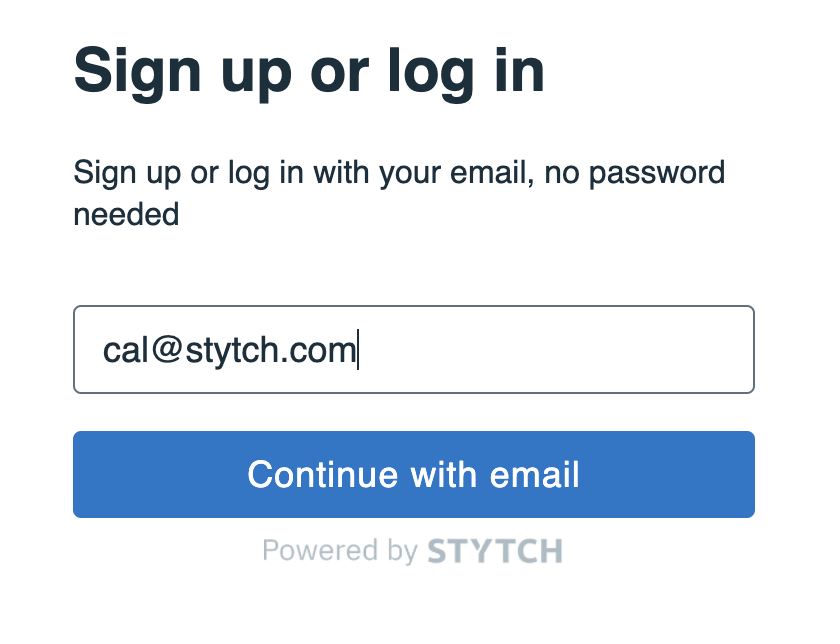 Sign up or log in
Sign up or log in with your email, no password
needed
cal@stytch.com
Continue with email
Powered by STYTCH